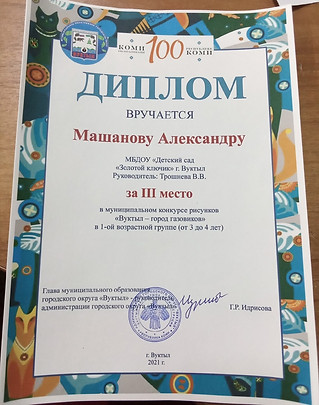 КОМИ 100 РЕСПУБЛИКА КОМИ
ДИПЛОМ
ВРУЧАЕТСЯ
Машанову Александру
МБДОУ «Детский сад
«Золотой ключик» г. Вуктыл
Руководитель: Трошнева В.В.
за III место
в муниципальном конкурсе рисунков
«Вуктыл – город газовиков»
в 1-ой возрастной группе (от 3 до 4 лет)
Глава муниципального образования
городского округа «Вуктыл» - руководитель
администрации городского округа «Вуктыл»
Г.Р. Идрисова
г. Вуктыл
2021 г.